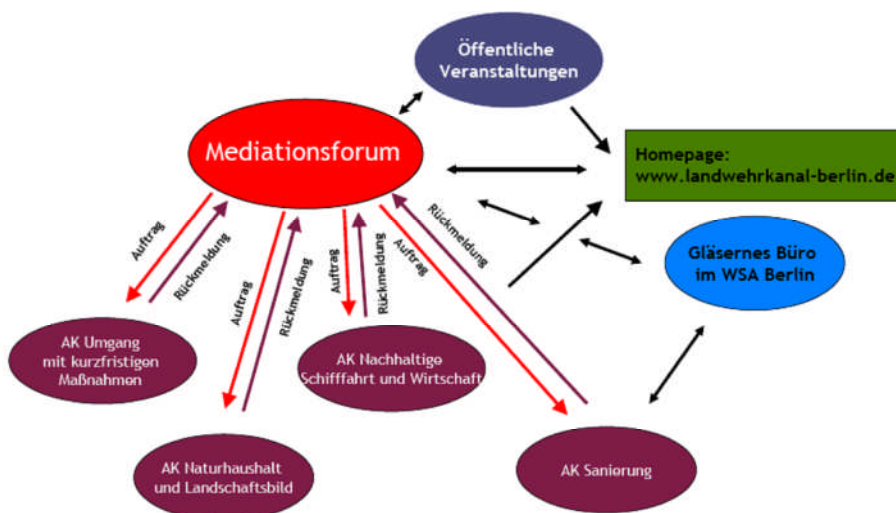 Öffentliche
Veranstaltungen
Mediationsforum
Homepage:
www.landwehrkanal-berlin.de
Gläsernes Büro
im WSA Berlin
Auftrag
Rückmeldung
Auftrag
Rückmeldung
Auftrag
Rückmeldung
Auftrag
Rückmeldung
AK Umgang
mit kurzfristigen
Maßnahmen
AK Nachhaltige
Schifffahrt und Wirtschaft
AK Naturhaushalt
und Landschaftsbild
AK Sanierung